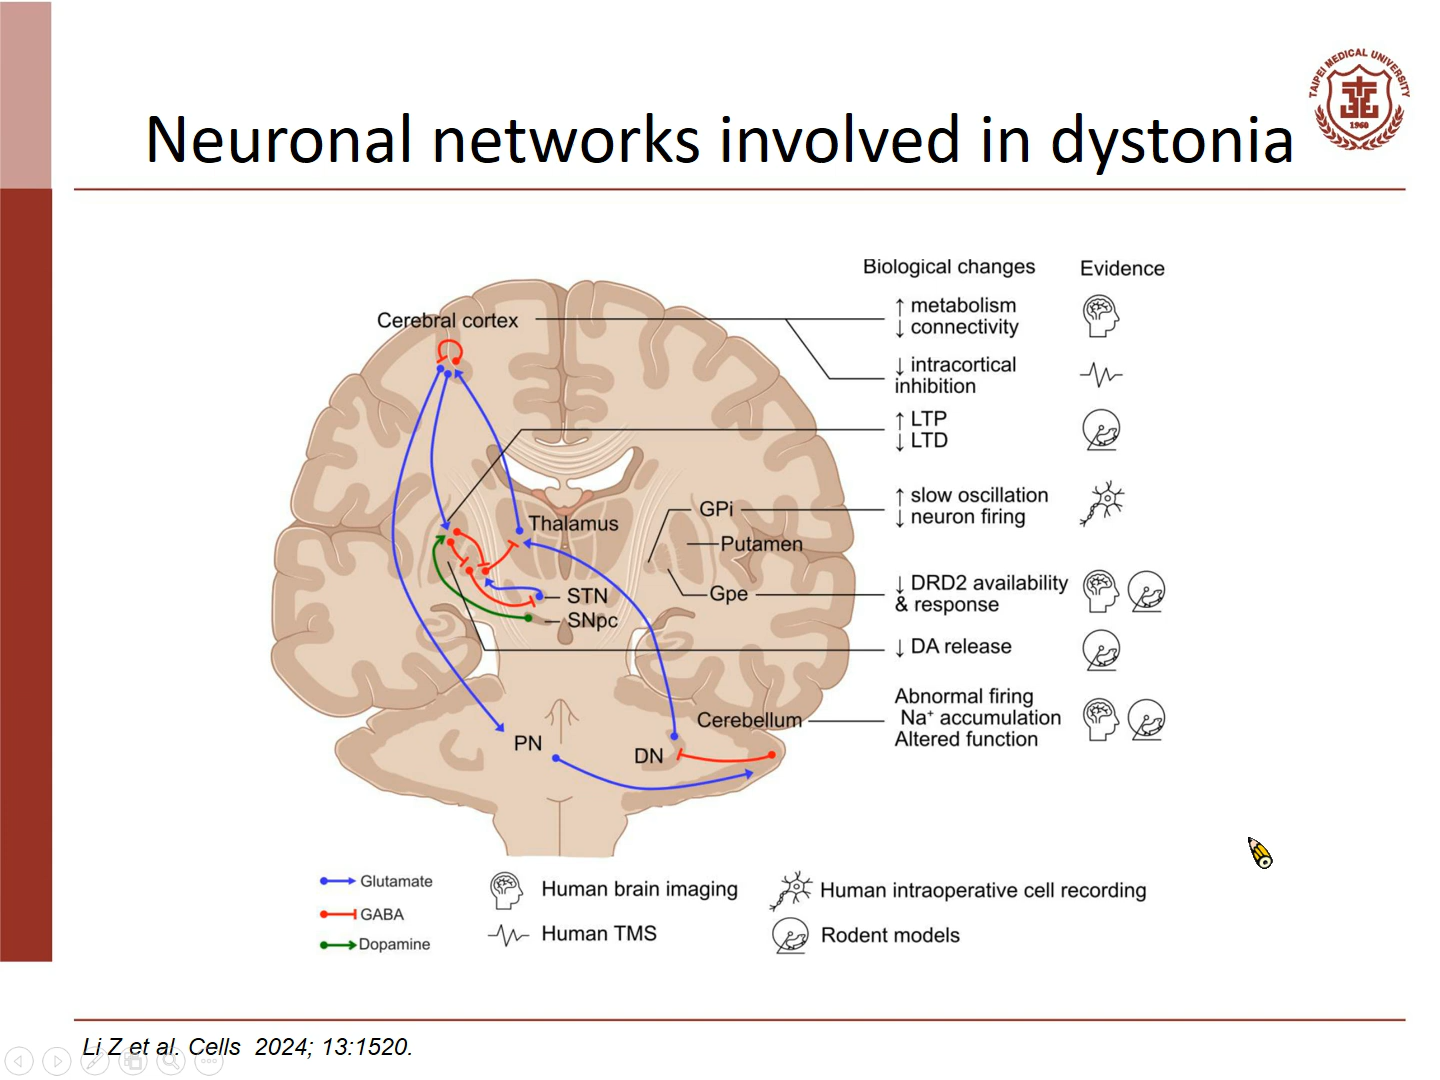 TAIPEI MEDICAL UNIVERSITY
1960
Neuronal networks involved in dystonia
Biological changes
Evidence
Cerebral cortex
↑ metabolism
↓ connectivity
↓ intracortical
inhibition
↑ LTP
↓ LTD
↑ slow oscillation
↓ neuron firing
GPi
Thalamus
Putamen
Gpe
↓ DRD2 availability
& response
STN
SNpc
↓ DA release
Abnormal firing
Na⁺ accumulation
Altered function
Cerebellum
PN
DN
Glutamate
GABA
Dopamine
Human brain imaging
Human TMS
Human intraoperative cell recording
Rodent models
Li Z et al. Cells 2024; 13:1520.